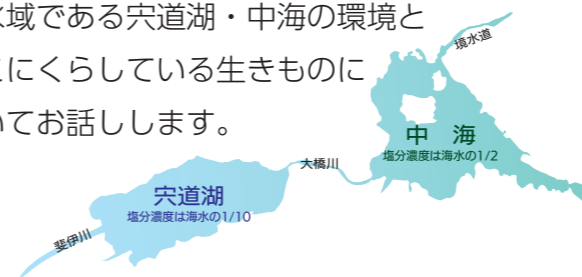 水域である宍道湖・中海の環境と
こにくらしている生きものに
いてお話しします。
境水道
中 海
塩分濃度は海水の1/2
大橋川
宍道湖
塩分濃度は海水の1/10
斐伊川